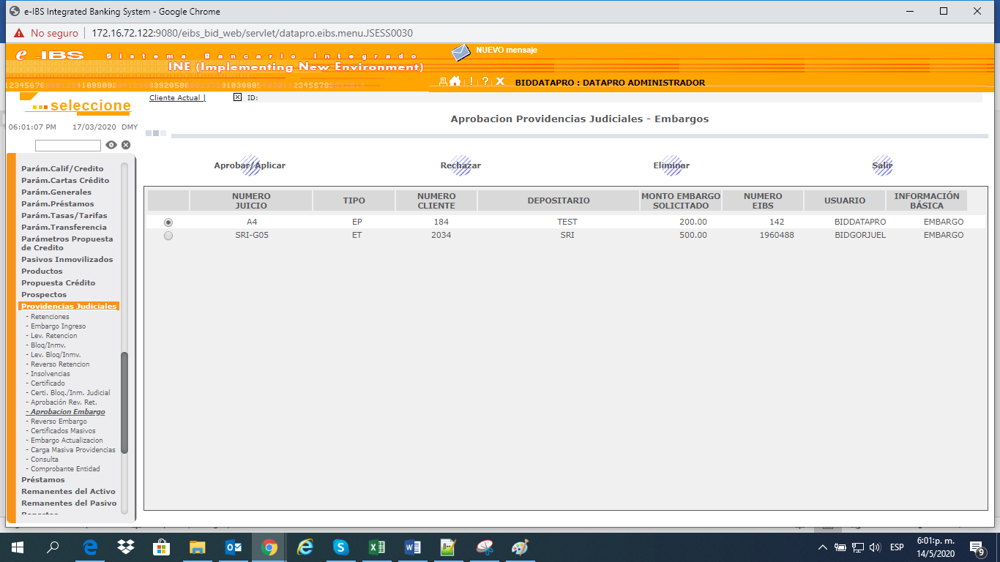 e-IBS Integrated Banking System - Google Chrome
No seguro | 172.16.72.122:9080/eibs_bid_web/servlet/datapro.eibs.menu.JSESS0030
e -IBS Sistema Bancario Integrado
INE (Implementing New Environment)
NUEVO mensaje
BIDDATAPRO : DATAPRO ADMINISTRADOR
seleccione
06:01:07 PM 17/03/2020 DMY
Cliente Actual | ID:
Aprobacion Providencias Judiciales - Embargos
Aprobar/Aplicar Rechazar Eliminar Salir
NUMERO JUICIO TIPO NUMERO CLIENTE DEPOSITARIO MONTO EMBARGO SOLICITADO NUMERO EIBS USUARIO INFORMACIÓN BÁSICA
A4 EP 184 TEST 200.00 142 BIDDATAPRO EMBARGO
SRI-G05 ET 2034 SRI 500.00 1960488 BIDGORJUEL EMBARGO
Parám.Calif/Credito
Parám.Cartas Crédito
Parám.Generales
Parám.Préstamos
Parám.Tasas/Tarifas
Parám.Transferencia
Parámetros Propuesta
de Credito
Pasivos Inmovilizados
Productos
Propuesta Crédito
Prospectos
Providencias Judiciales
- Retenciones
- Embargo Ingreso
- Lev. Retencion
- Bloq/Inmv.
- Lev. Bloq/Inmv.
- Reverso Retencion
- Insolvencias
- Certificado
- Certi. Bloq./Inm. Judicial
- Aprobación Rev. Ret.
- Aprobacion Embargo
- Reverso Embargo
- Certificados Masivos
- Embargo Actualizacion
- Carga Masiva Providencias
- Consulta
- Comprobante Entidad
Préstamos
Remanentes del Activo
Remanentes del Pasivo
ESP
6:01:p. m.
14/5/2020
9